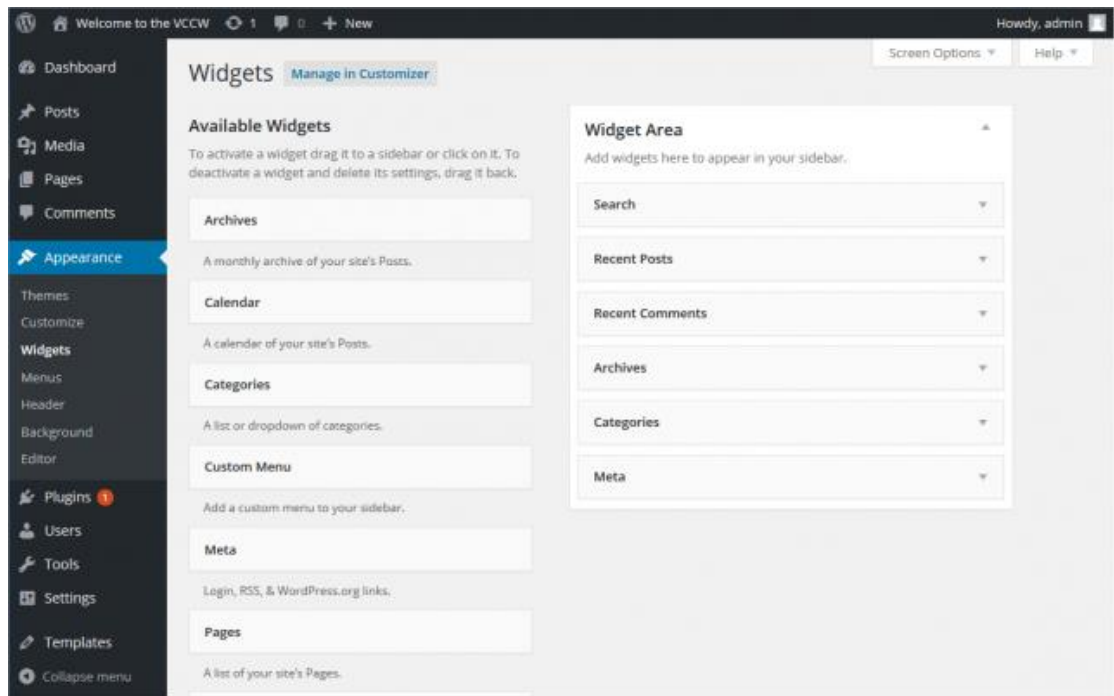 Welcome to the VCCW 1 0 New Howdy, admin
Screen Options Help
Dashboard
Posts
Media
Pages
Comments
Appearance
Themes
Customize
Widgets
Menus
Header
Background
Editor
Plugins 1
Users
Tools
Settings
Templates
Collapse menu
Widgets Manage in Customizer
Available Widgets
To activate a widget drag it to a sidebar or click on it. To
deactivate a widget and delete its settings, drag it back.
Archives
A monthly archive of your site's Posts.
Calendar
A calendar of your site's Posts.
Categories
A list or dropdown of categories.
Custom Menu
Add a custom menu to your sidebar.
Meta
Login, RSS, & WordPress.org links.
Pages
A list of your site's Pages.
Widget Area
Add widgets here to appear in your sidebar.
Search
Recent Posts
Recent Comments
Archives
Categories
Meta